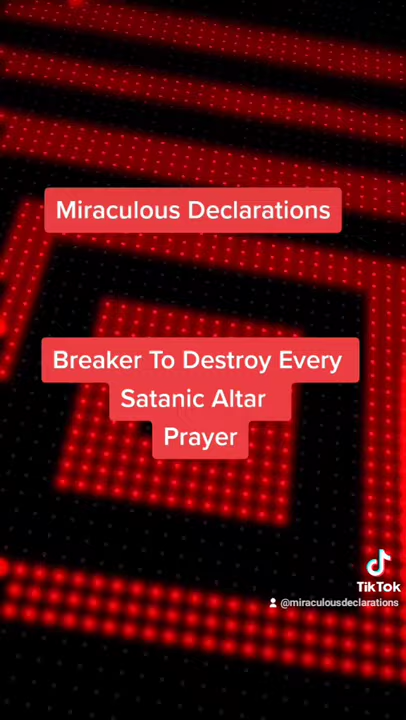 Miraculous Declarations
Breaker To Destroy Every
Satanic Altar
Prayer
TikTok
@miraculousdeclarations